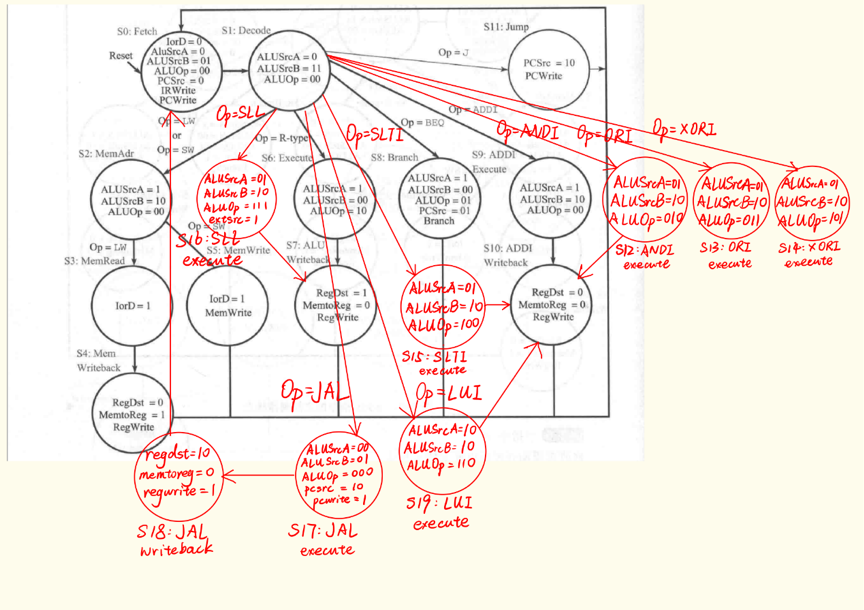 S0: Fetch
IorD = 0
AluSrcA = 0
ALUSrcB = 01
ALUOp = 00
PCSrc = 0
IRWrite
PCWrite
Reset
S1: Decode
ALUSrcA = 0
ALUSrcB = 11
ALUOp = 00
S11: Jump
Op = J
PCSrc = 10
PCWrite
Op = LW
or
Op = SW
Op=SLL
Op = R-type
Op=SLTI
Op = BEQ
Op = ADDI
Op=ANDI
Op=ORI
Op=XORI
S2: MemAdr
ALUSrcA = 1
ALUSrcB = 10
ALUOp = 00
ALUSrcA=01
ALUSrcB=10
ALUOp=111
extsrc=1
S16:SLL
execute
S6: Execute
ALUSrcA = 1
ALUSrcB = 00
ALUOp = 10
S8: Branch
ALUSrcA = 1
ALUSrcB = 00
ALUOp = 01
PCSrc = 01
Branch
S9: ADDI
Execute
ALUSrcA = 1
ALUSrcB = 10
ALUOp = 00
ALUSrcA=01
ALUSrcB=10
ALUOp=010
S12:ANDI
execute
ALUSrcA=01
ALUSrcB=10
ALUOp=011
S13:ORI
execute
ALUSrcA=01
ALUSrcB=10
ALUOp=101
S14:XORI
execute
Op = LW
Op = SW
S3: MemRead
IorD = 1
S5: MemWrite
IorD = 1
MemWrite
S7: ALU
Writeback
RegDst = 1
MemtoReg = 0
RegWrite
ALUSrcA=01
ALUSrcB=10
ALUOp=100
S15:SLTI
execute
S10: ADDI
Writeback
RegDst = 0
MemtoReg = 0
RegWrite
S4: Mem
Writeback
RegDst = 0
MemtoReg = 1
RegWrite
Op=JAL
Op=LUI
regdst=10
memtoreg=0
regwrite=1
S18:JAL
writeback
ALUSrcA=00
ALUSrcB=01
ALUOp=000
pcsrc=10
pcwrite=1
S17:JAL
execute
ALUSrcA=10
ALUSrcB=10
ALUOp=110
S19:LUI
execute